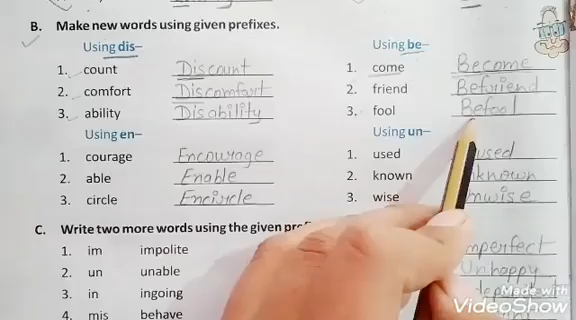 B. Make new words using given prefixes.
Using dis–
1. count Discount
2. comfort Discomfort
3. ability Disability
Using en–
1. courage Encourage
2. able Enable
3. circle Encircle
Using be–
1. come Become
2. friend Befriend
3. fool Befool
Using un–
1. used used
2. known known
3. wise nwise
C. Write two more words using the given pref
1. im impolite mperfect
2. un unable Unhappy
3. in ingoing
4. mis behave
Made with
VideoShow